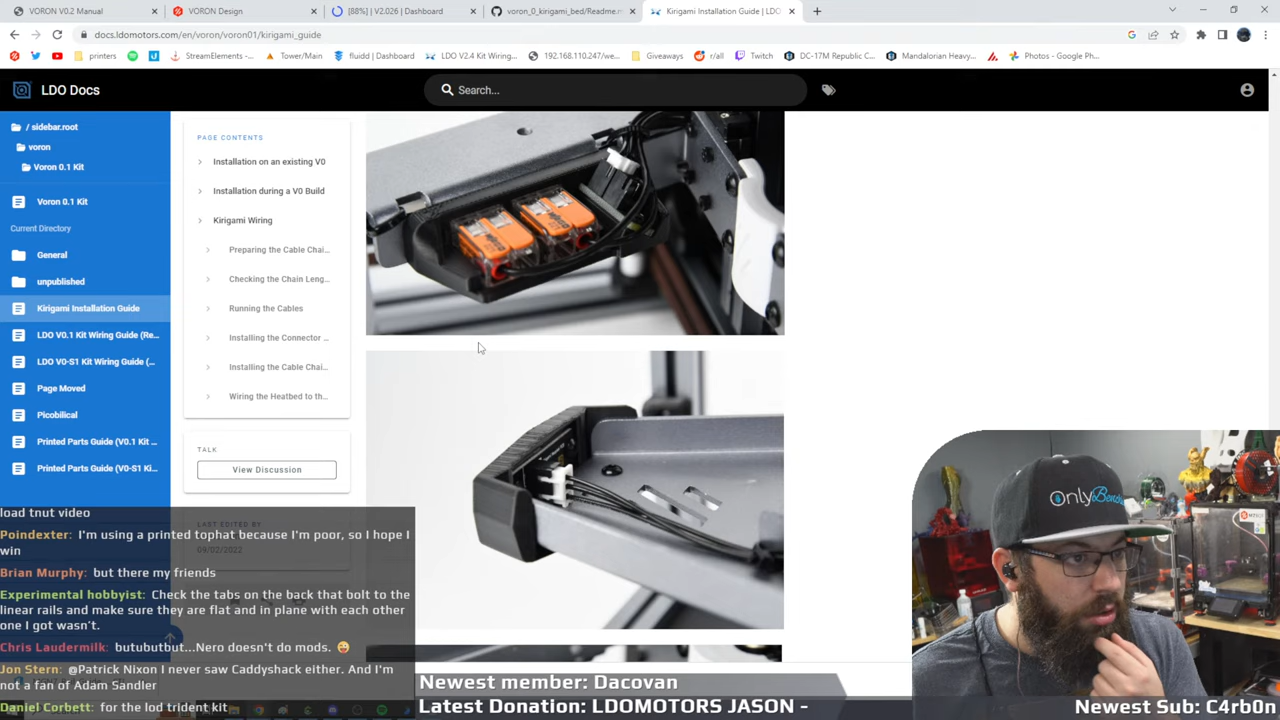 VORON V0.2 Manual
VORON Design
[88%] | V2.026 | Dashboard
voron_0_kirigami_bed/Readme.m
Kirigami Installation Guide | LDO
docs.ldomotors.com/en/voron/voron01/kirigami_guide
printers
StreamElements - ...
Tower/Main
fluidd | Dashboard
LDO V2.4 Kit Wiring...
192.168.110.247/we...
Giveaways
r/all
Twitch
DC-17M Republic C...
Mandalorian Heavy...
Photos - Google Ph...
LDO Docs
Search...
/ sidebar.root
voron
Voron 0.1 Kit
Voron 0.1 Kit
Current Directory
General
unpublished
Kirigami Installation Guide
LDO V0.1 Kit Wiring Guide (Re...
LDO V0-S1 Kit Wiring Guide (...
Page Moved
Picobilical
Printed Parts Guide (V0.1 Kit ...
Printed Parts Guide (V0-S1 Ki...
PAGE CONTENTS
Installation on an existing V0
Installation during a V0 Build
Kirigami Wiring
Preparing the Cable Chai...
Checking the Chain Leng...
Running the Cables
Installing the Connector ...
Installing the Cable Chai...
Wiring the Heatbed to th...
TALK
View Discussion
LAST EDITED BY
09/02/2022
load tnut video
Poindexter: I'm using a printed tophat because I'm poor, so I hope I
win
Brian Murphy: but there my friends
Experimental hobbyist: Check the tabs on the back that bolt to the
linear rails and make sure they are flat and in plane with each other
one I got wasn't.
Chris Laudermilk: butubutbut...Nero doesn't do mods. 😜
Jon Stern: @Patrick Nixon I never saw Caddyshack either. And I'm
not a fan of Adam Sandler
Daniel Corbett: for the lod trident kit
OnlyBenchy
Newest member: Dacovan
Latest Donation: LDOMOTORS JASON -
Newest Sub: C4rb0n